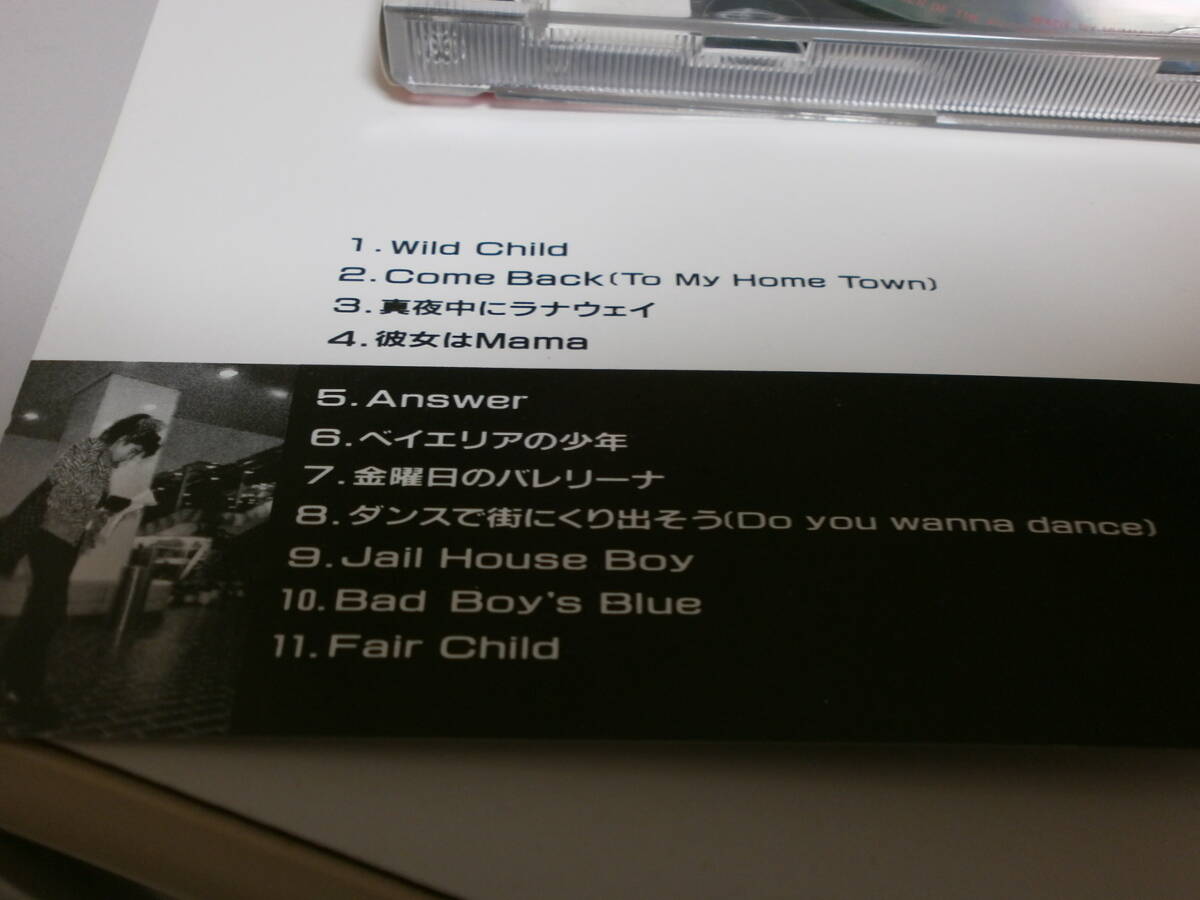 OF THE
1. Wild Child
2. Come Back (To My Home Town)
3. 真夜中にラナウェイ
4. 彼女はMama
5. Answer
6. ベイエリアの少年
7. 金曜日のバレリーナ
8. ダンスで街にくり出そう(Do you wanna dance)
9. Jail House Boy
10. Bad Boy's Blue
11. Fair Child